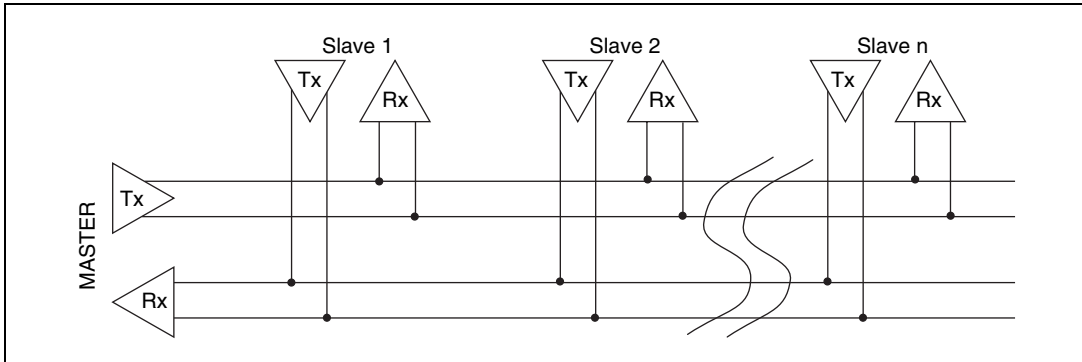 Slave 1
Slave 2
Slave n
Tx
Rx
Tx
Rx
Tx
Rx
MASTER
Tx
Rx